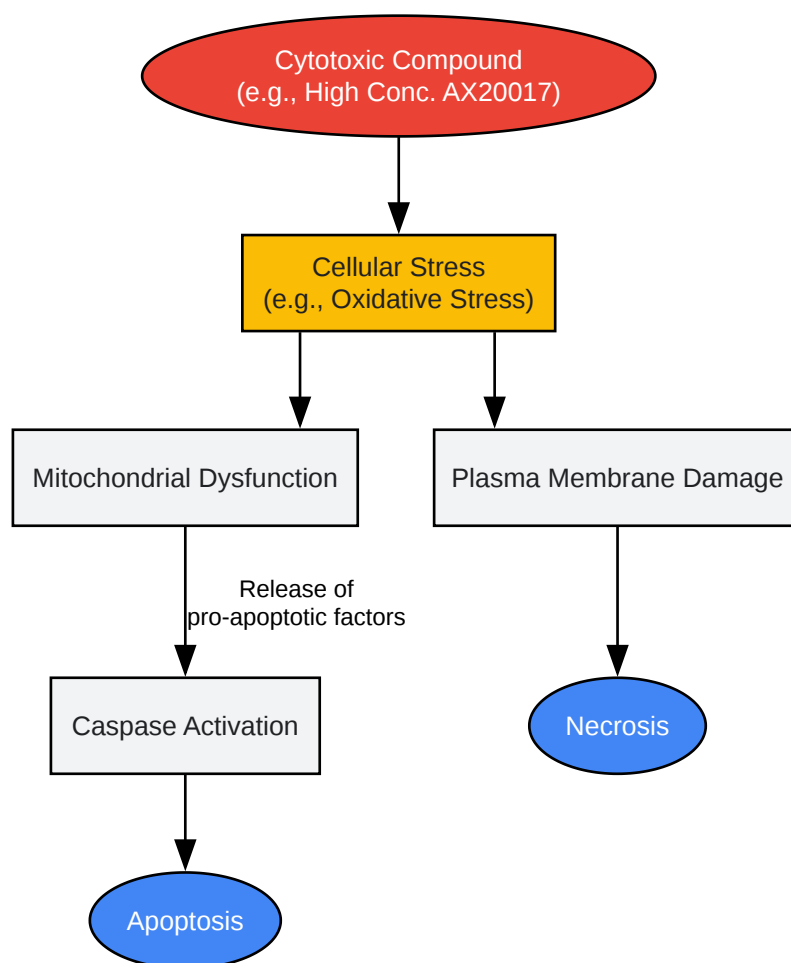 Cytotoxic Compound
(e.g., High Conc. AX20017)
Cellular Stress
(e.g., Oxidative Stress)
Mitochondrial Dysfunction
Plasma Membrane Damage
Release of
pro-apoptotic factors
Caspase Activation
Necrosis
Apoptosis